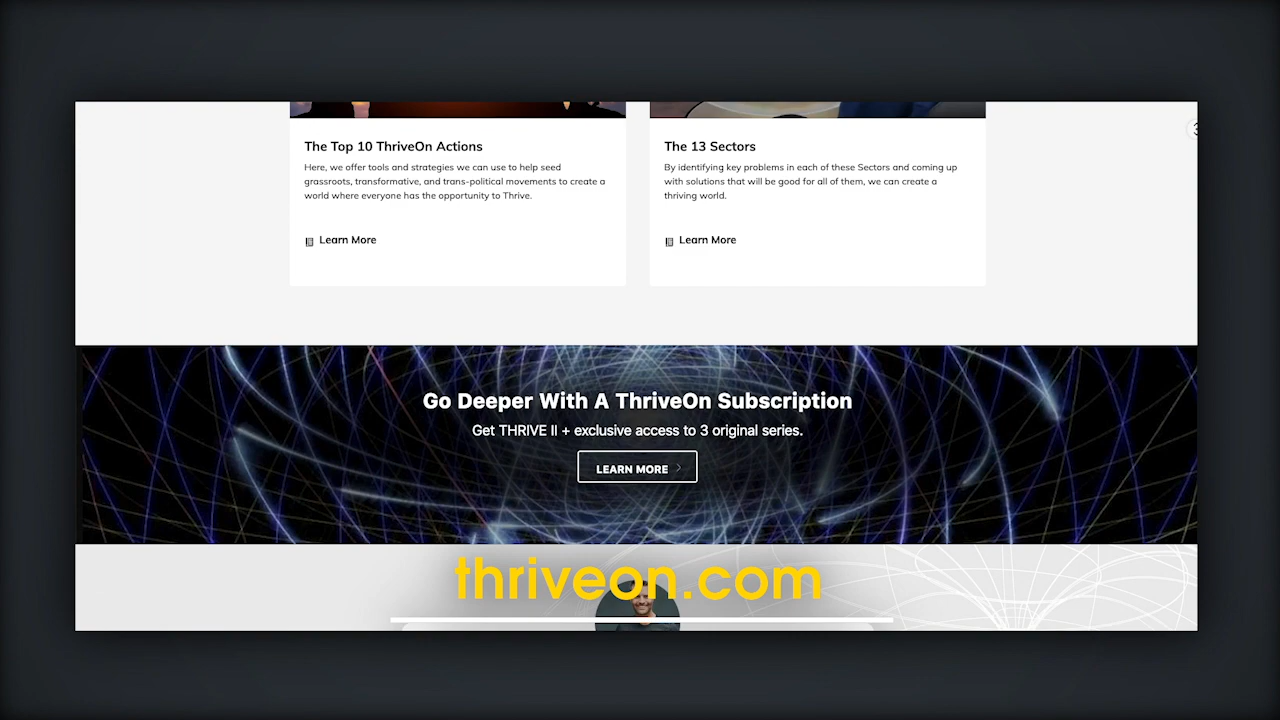 The Top 10 ThriveOn Actions
Here, we offer tools and strategies we can use to help seed
grassroots, transformative, and trans-political movements to create a
world where everyone has the opportunity to Thrive.
Learn More
The 13 Sectors
By identifying key problems in each of these Sectors and coming up
with solutions that will be good for all of them, we can create a
thriving world.
Learn More
Go Deeper With A ThriveOn Subscription
Get THRIVE II + exclusive access to 3 original series.
LEARN MORE
thriveon.com